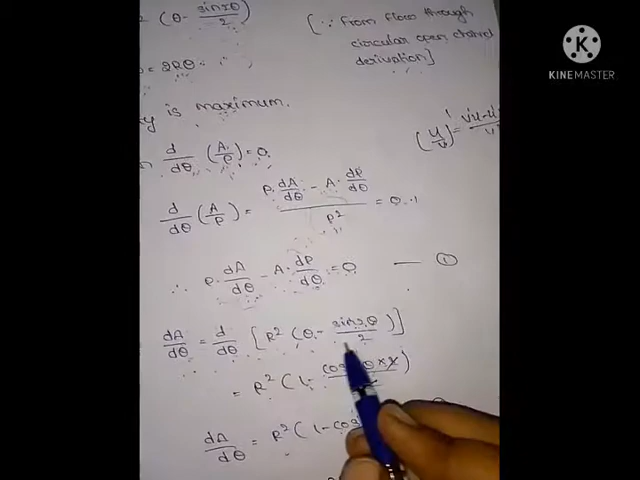 ² (θ - sin2θ/2)
[∵ from flow through
circular open channel
derivation]
= 2Rθ
is maximum.
d/dθ (A/P) = 0
(u/v)' = vu'-u
d/dθ (A/P) = (P. dA/dθ - A. dP/dθ)/P² = 0
∴ P. dA/dθ - A. dP/dθ = 0 — ①
dA/dθ = d/dθ [R² (θ - sin2θ/2)]
= R² (1-
dA/dθ = R² (1-cos
KINEMASTER